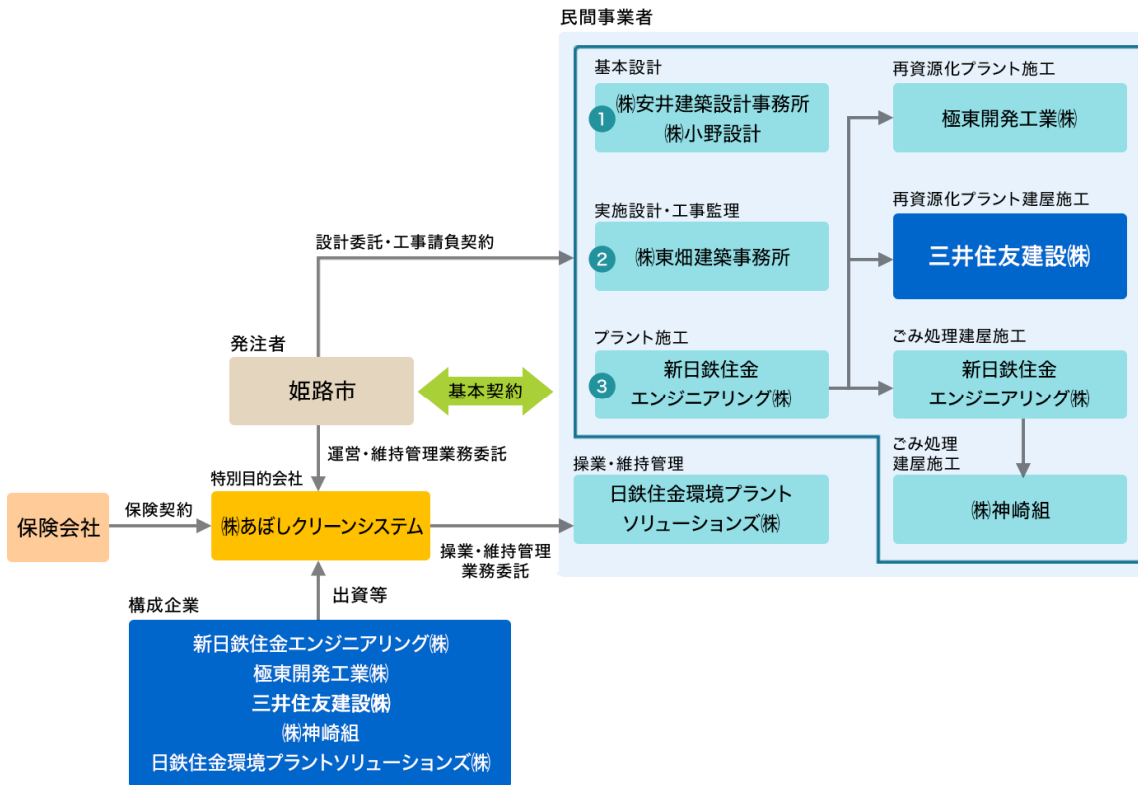 民間事業者
基本設計
❶
㈱安井建築設計事務所
㈱小野設計
再資源化プラント施工
極東開発工業㈱
実施設計・工事監理
❷
㈱東畑建築事務所
再資源化プラント建屋施工
三井住友建設㈱
設計委託・工事請負契約
プラント施工
❸
新日鉄住金
エンジニアリング㈱
ごみ処理建屋施工
新日鉄住金
エンジニアリング㈱
発注者
姫路市
基本契約
ごみ処理
建屋施工
㈱神崎組
運営・維持管理業務委託
操業・維持管理
日鉄住金環境プラント
ソリューションズ㈱
特別目的会社
㈱あぼしクリーンシステム
保険会社
保険契約
操業・維持管理
業務委託
出資等
構成企業
新日鉄住金エンジニアリング㈱
極東開発工業㈱
三井住友建設㈱
㈱神崎組
日鉄住金環境プラントソリューションズ㈱